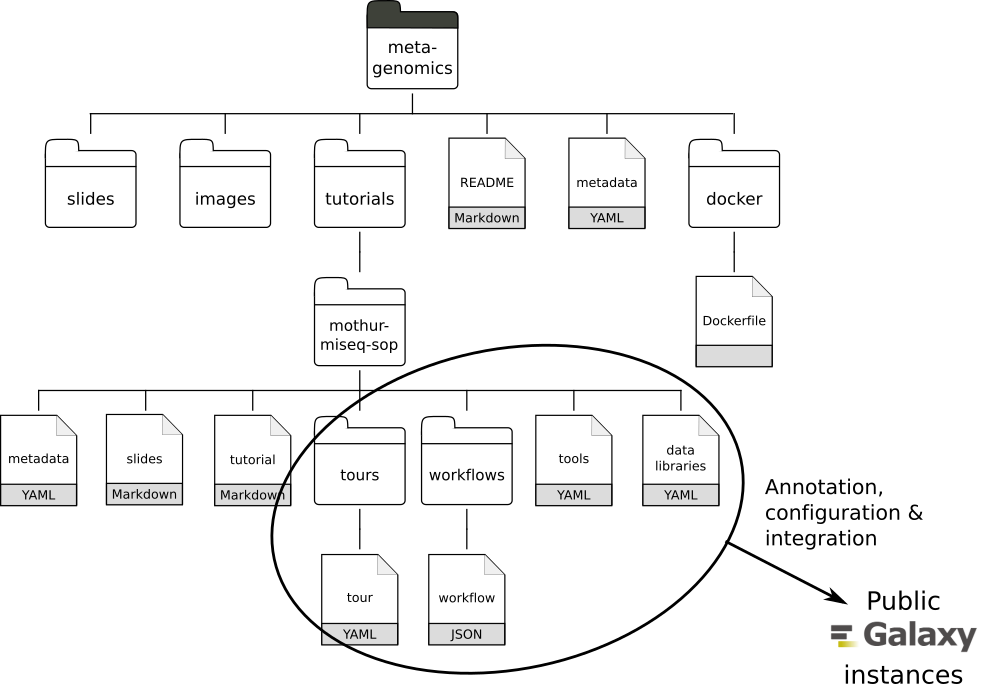 meta-
genomics
slides
images
tutorials
README
Markdown
metadata
YAML
docker
mothur-
miseq-sop
Dockerfile
metadata
YAML
slides
Markdown
tutorial
Markdown
tours
workflows
tools
YAML
data
libraries
YAML
tour
YAML
workflow
JSON
Annotation,
configuration &
integration
Public
Galaxy
instances